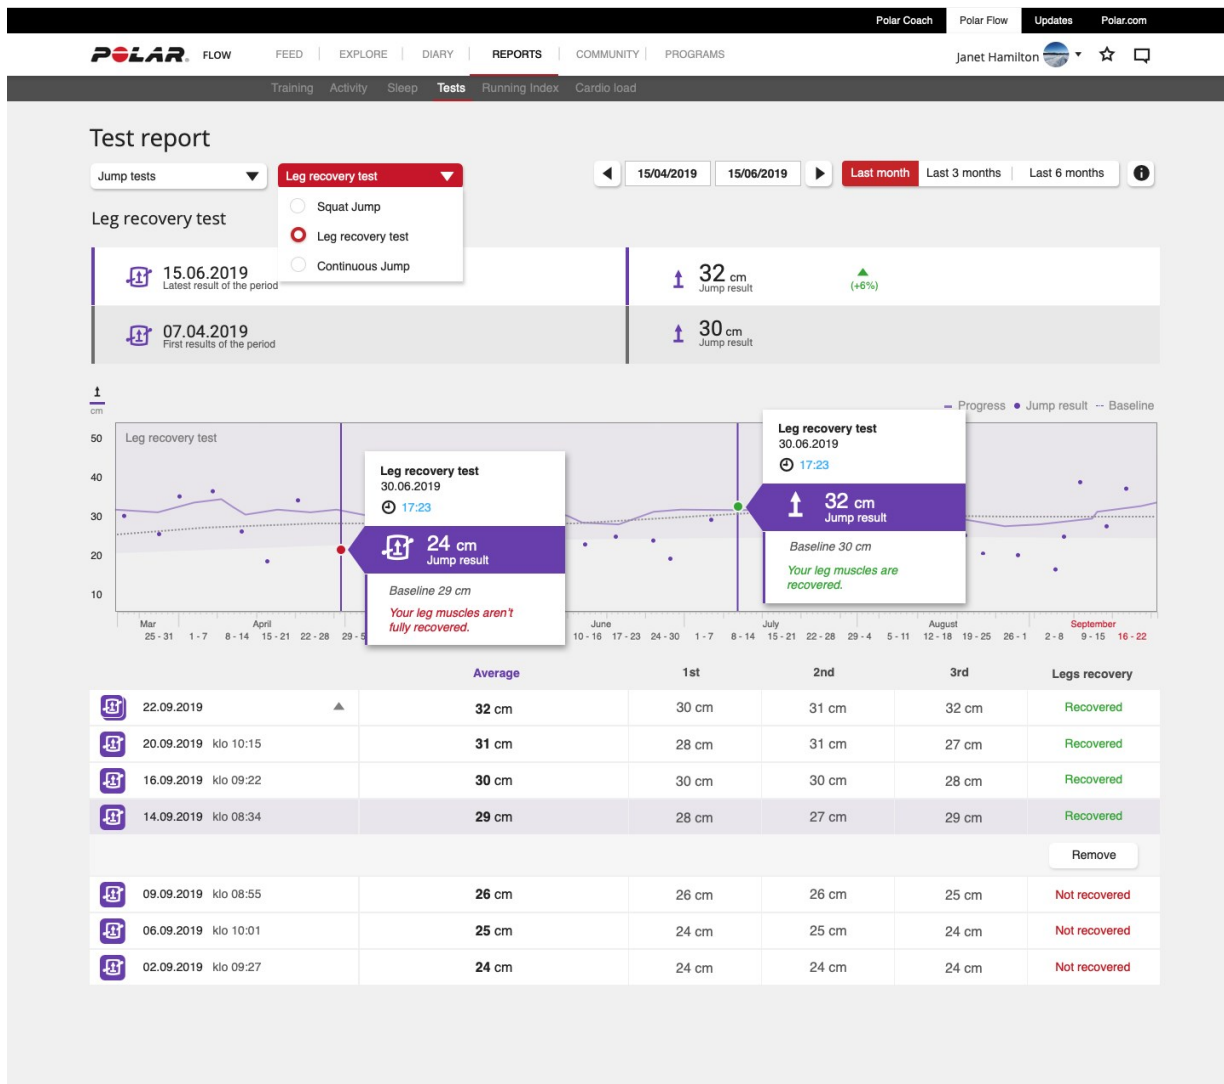 Polar Coach Polar Flow Updates Polar.com
POLAR. FLOW FEED EXPLORE DIARY REPORTS COMMUNITY PROGRAMS Janet Hamilton
Training Activity Sleep Tests Running Index Cardio load
Test report
Jump tests Leg recovery test 15/04/2019 15/06/2019 Last month Last 3 months Last 6 months i
Squat Jump
Leg recovery test
Leg recovery test
Continuous Jump
15.06.2019
Latest result of the period
32 cm
Jump result
(+6%)
07.04.2019
First results of the period
30 cm
Jump result
cm
Progress Jump result Baseline
50
40
30
20
10
Leg recovery test
Leg recovery test
30.06.2019
17:23
24 cm
Jump result
Baseline 29 cm
Your leg muscles aren't
fully recovered.
Leg recovery test
30.06.2019
17:23
32 cm
Jump result
Baseline 30 cm
Your leg muscles are
recovered.
Mar April June July August September
25 - 31 1 - 7 8 - 14 15 - 21 22 - 28 29 - 5 10 - 16 17 - 23 24 - 30 1 - 7 8 - 14 15 - 21 22 - 28 29 - 4 5 - 11 12 - 18 19 - 25 26 - 1 2 - 8 9 - 15 16 - 22
Average 1st 2nd 3rd Legs recovery
22.09.2019 32 cm 30 cm 31 cm 32 cm Recovered
20.09.2019 klo 10:15 31 cm 28 cm 31 cm 27 cm Recovered
16.09.2019 klo 09:22 30 cm 30 cm 30 cm 28 cm Recovered
14.09.2019 klo 08:34 29 cm 28 cm 27 cm 29 cm Recovered
Remove
09.09.2019 klo 08:55 26 cm 26 cm 26 cm 25 cm Not recovered
06.09.2019 klo 10:01 25 cm 24 cm 25 cm 24 cm Not recovered
02.09.2019 klo 09:27 24 cm 24 cm 24 cm 24 cm Not recovered